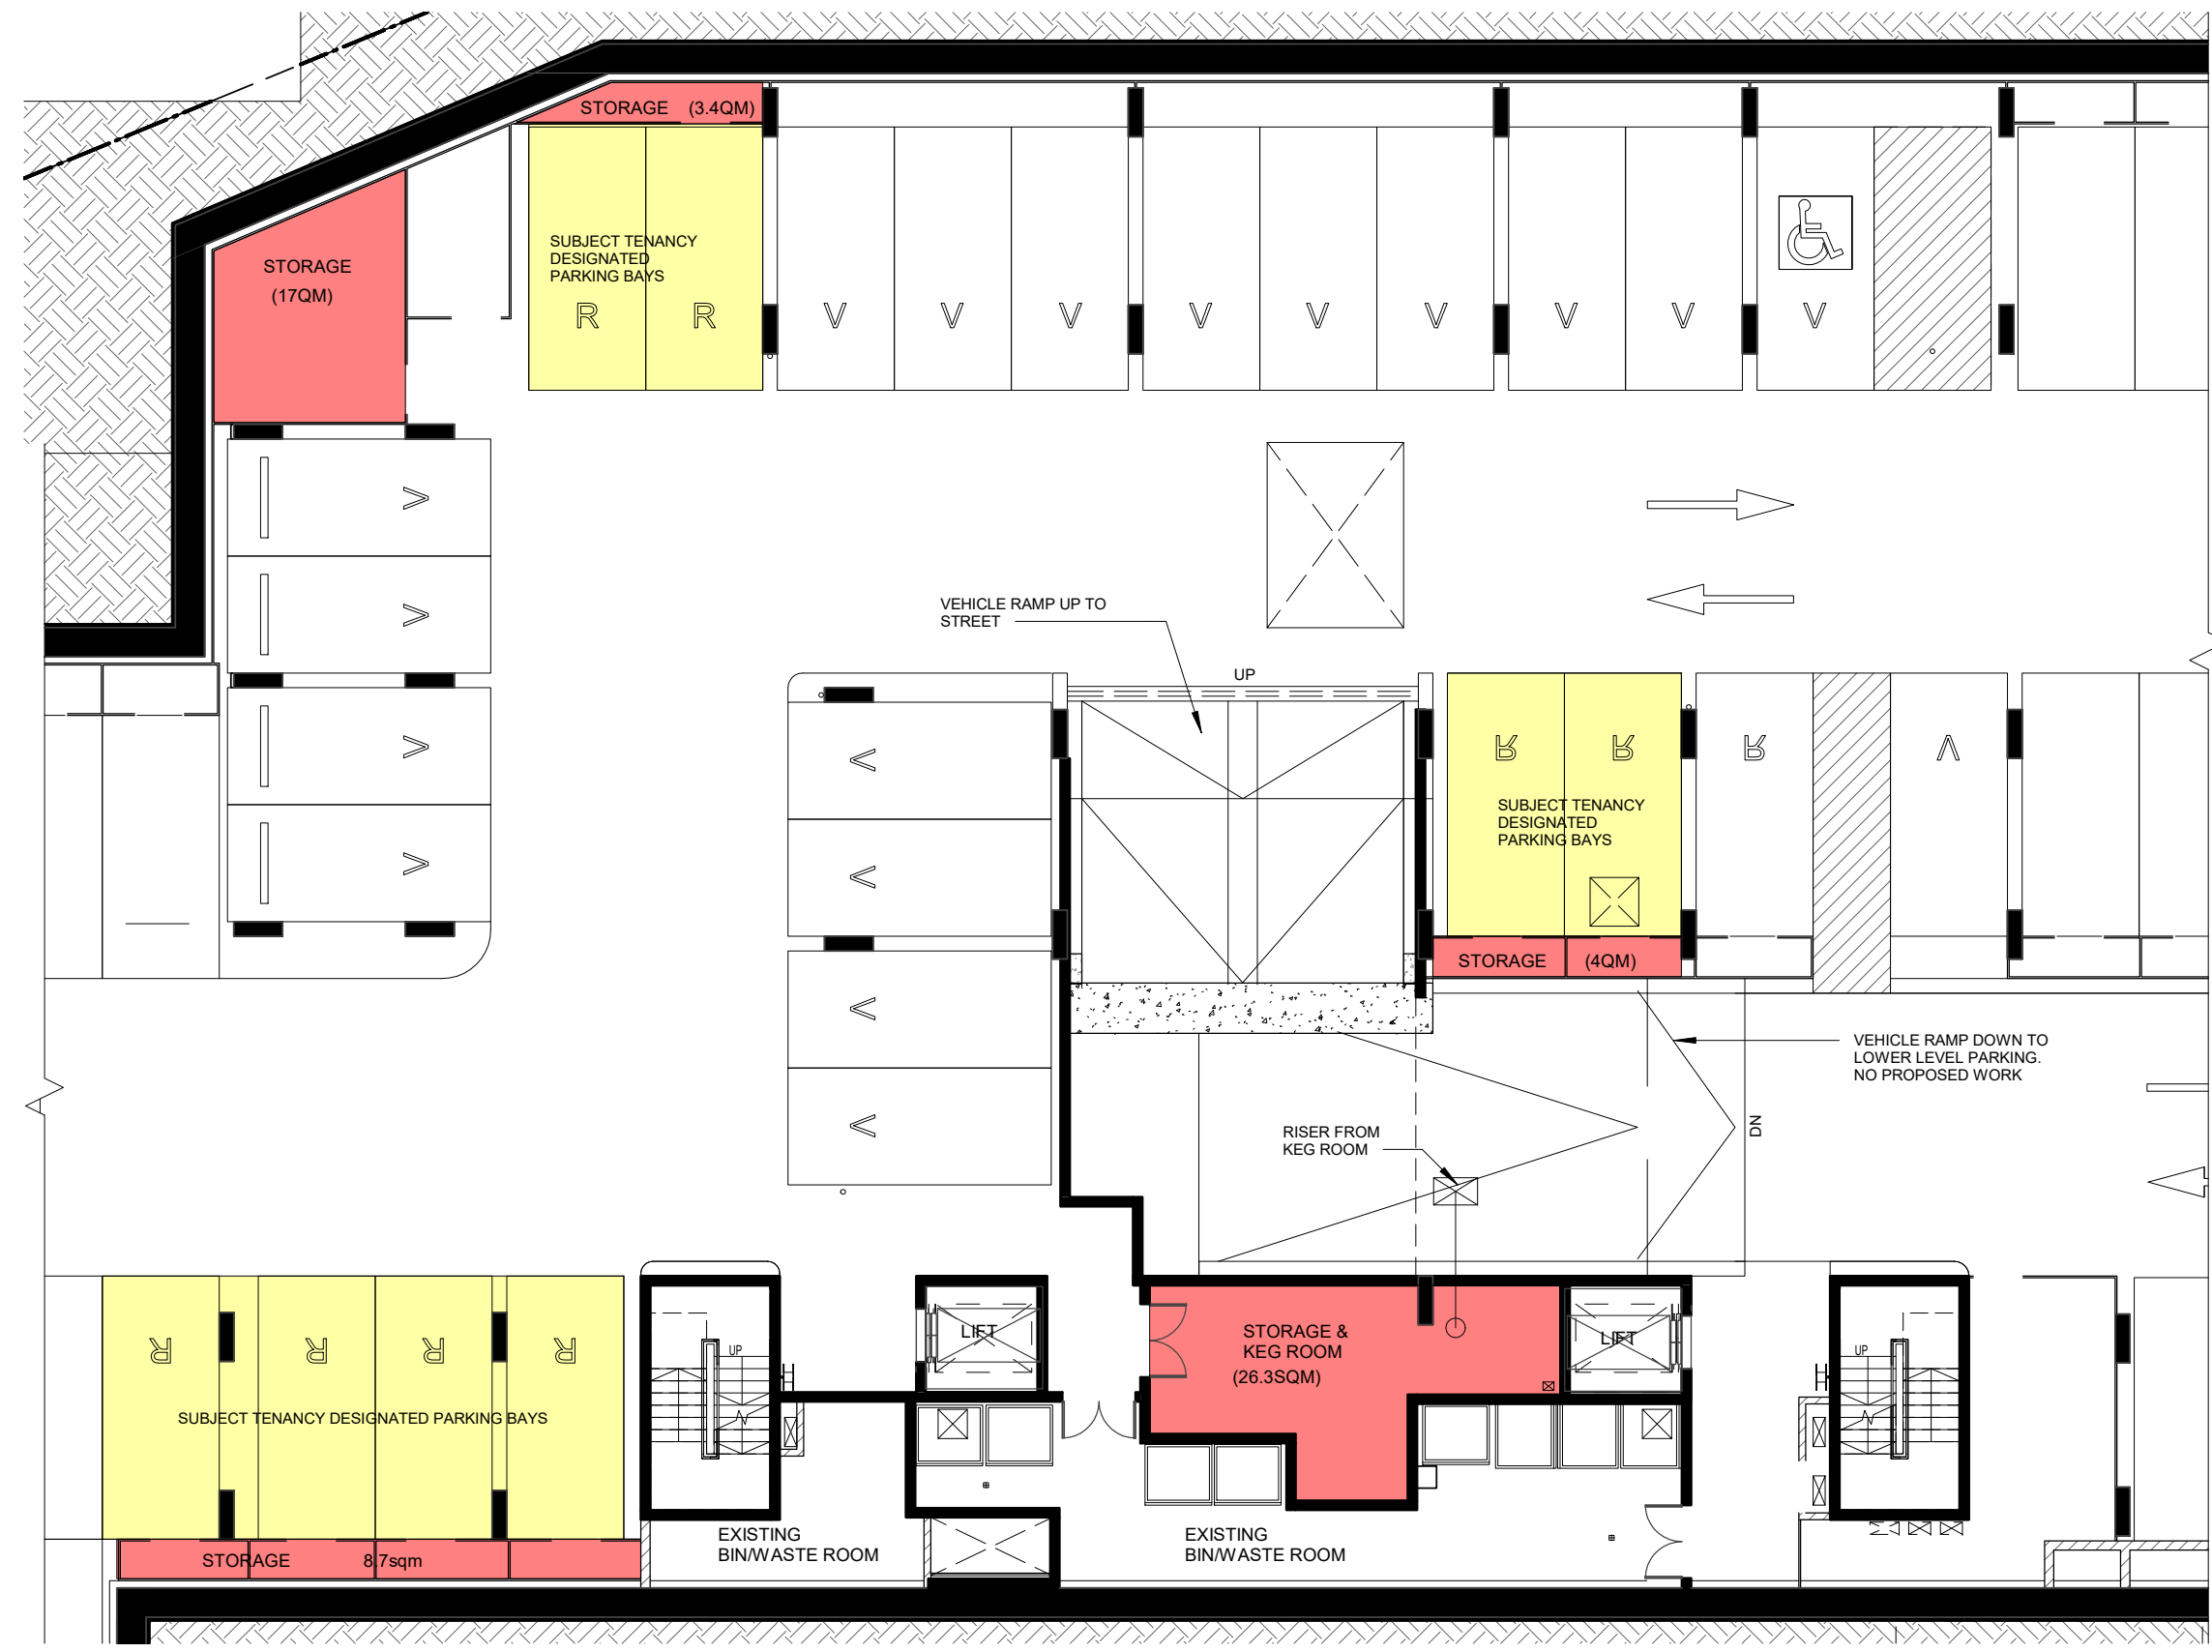 STORAGE (3.4QM)
STORAGE
(17QM)
SUBJECT TENANCY
DESIGNATED
PARKING BAYS
R R V V V V V V V V V
V
V
V
V
VEHICLE RAMP UP TO
STREET
UP
R R R V
SUBJECT TENANCY
DESIGNATED
PARKING BAYS
V
V
V
V
STORAGE (4QM)
VEHICLE RAMP DOWN TO
LOWER LEVEL PARKING.
NO PROPOSED WORK
DN
RISER FROM
KEG ROOM
R R R R
SUBJECT TENANCY DESIGNATED PARKING BAYS
UP
LIFT
STORAGE &
KEG ROOM
(26.3SQM)
LIFT
UP
EXISTING
BIN/WASTE ROOM
EXISTING
BIN/WASTE ROOM
STORAGE 8.7sqm